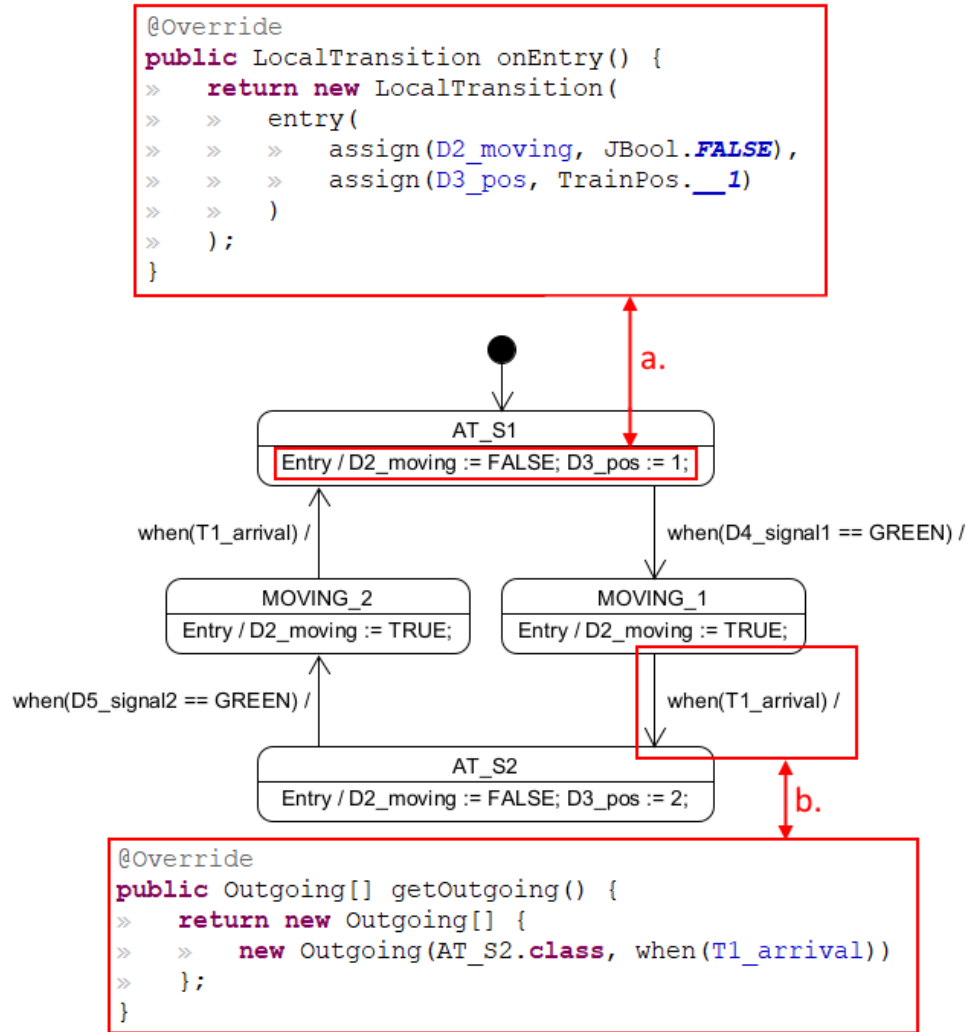 @Override
public LocalTransition onEntry() {
»    return new LocalTransition(
»    »    entry(
»    »    »    assign(D2_moving, JBool.FALSE),
»    »    »    assign(D3_pos, TrainPos.__1)
»    »    )
»    );
}
a.
AT_S1
Entry / D2_moving := FALSE; D3_pos := 1;
when(T1_arrival) /
when(D4_signal1 == GREEN) /
MOVING_2
Entry / D2_moving := TRUE;
MOVING_1
Entry / D2_moving := TRUE;
when(D5_signal2 == GREEN) /
when(T1_arrival) /
AT_S2
Entry / D2_moving := FALSE; D3_pos := 2;
b.
@Override
public Outgoing[] getOutgoing() {
»    return new Outgoing[] {
»    »    new Outgoing(AT_S2.class, when(T1_arrival))
»    };
}